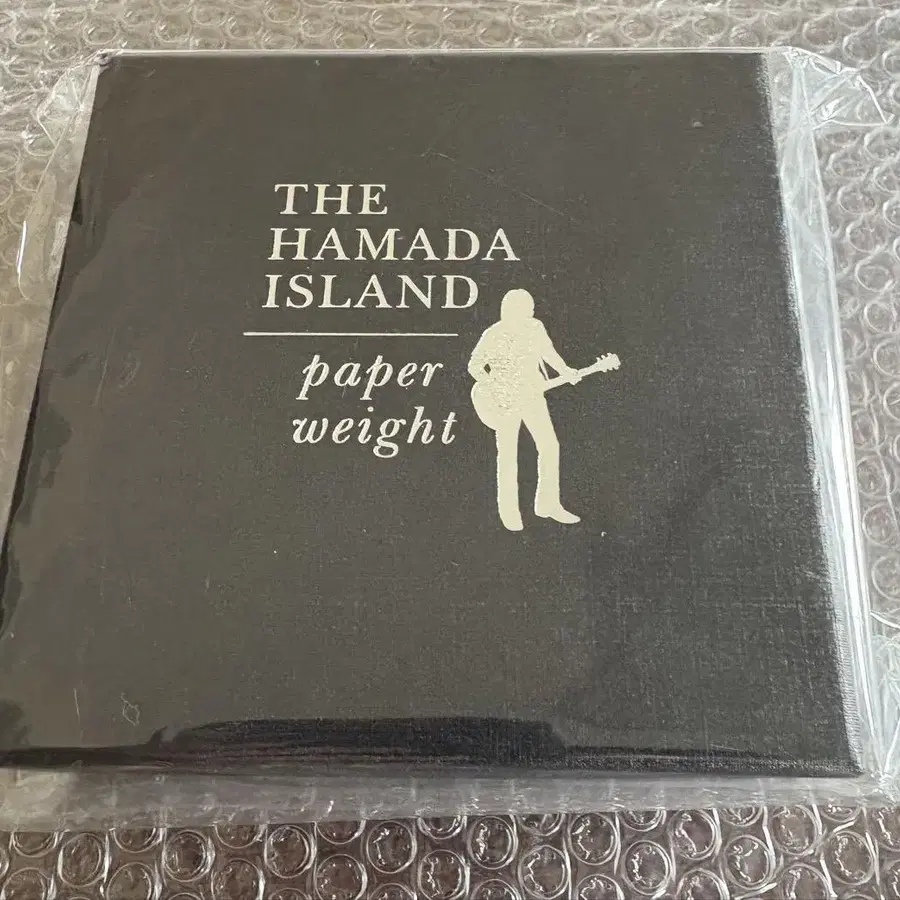 THE
HAMADA
ISLAND
paper
weight